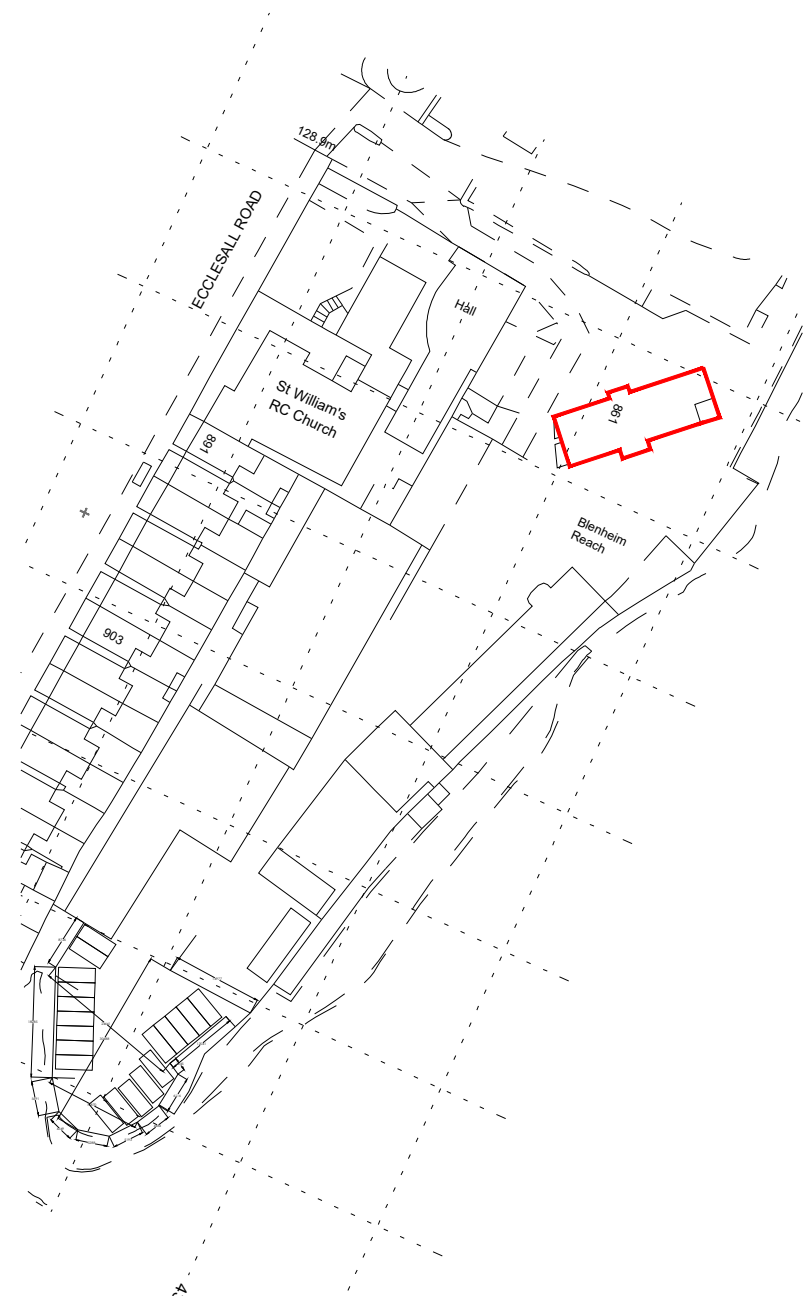 128.9m
ECCLESALL ROAD
Hall
St William's
RC Church
861
891
Blenheim
Reach
903